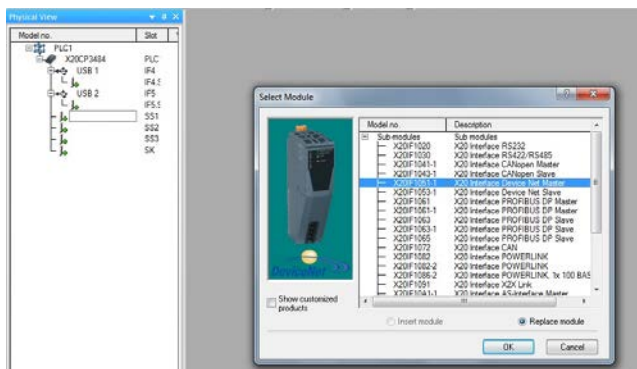 Physical View
Model no. Slot
PLC1
X20CP3484 PLC
USB 1 IF4
IF4.S
USB 2 IF5
IF5.S
SS1
SS2
SS3
SK
Select Module
Model no. Description
Sub modules Sub modules
X20IF1020 X20 Interface RS232
X20IF1030 X20 Interface RS422/RS485
X20IF1041-1 X20 Interface CANopen Master
X20IF1043-1 X20 Interface CANopen Slave
X20IF1051-1 X20 Interface Device Net Master
X20IF1053-1 X20 Interface Device Net Slave
X20IF1061 X20 Interface PROFIBUS DP Master
X20IF1061-1 X20 Interface PROFIBUS DP Master
X20IF1063 X20 Interface PROFIBUS DP Slave
X20IF1063-1 X20 Interface PROFIBUS DP Slave
X20IF1065 X20 Interface PROFIBUS DP Slave
X20IF1072 X20 Interface CAN
X20IF1082 X20 Interface POWERLINK
X20IF1082-2 X20 Interface POWERLINK
X20IF1086-2 X20 Interface POWERLINK, 1x 100 BAS
X20IF1091 X20 Interface X2X Link
X20IF10A1-1 X20 Interface AS-interface Master
DeviceNet
Show customized
products
Insert module Replace module
OK Cancel